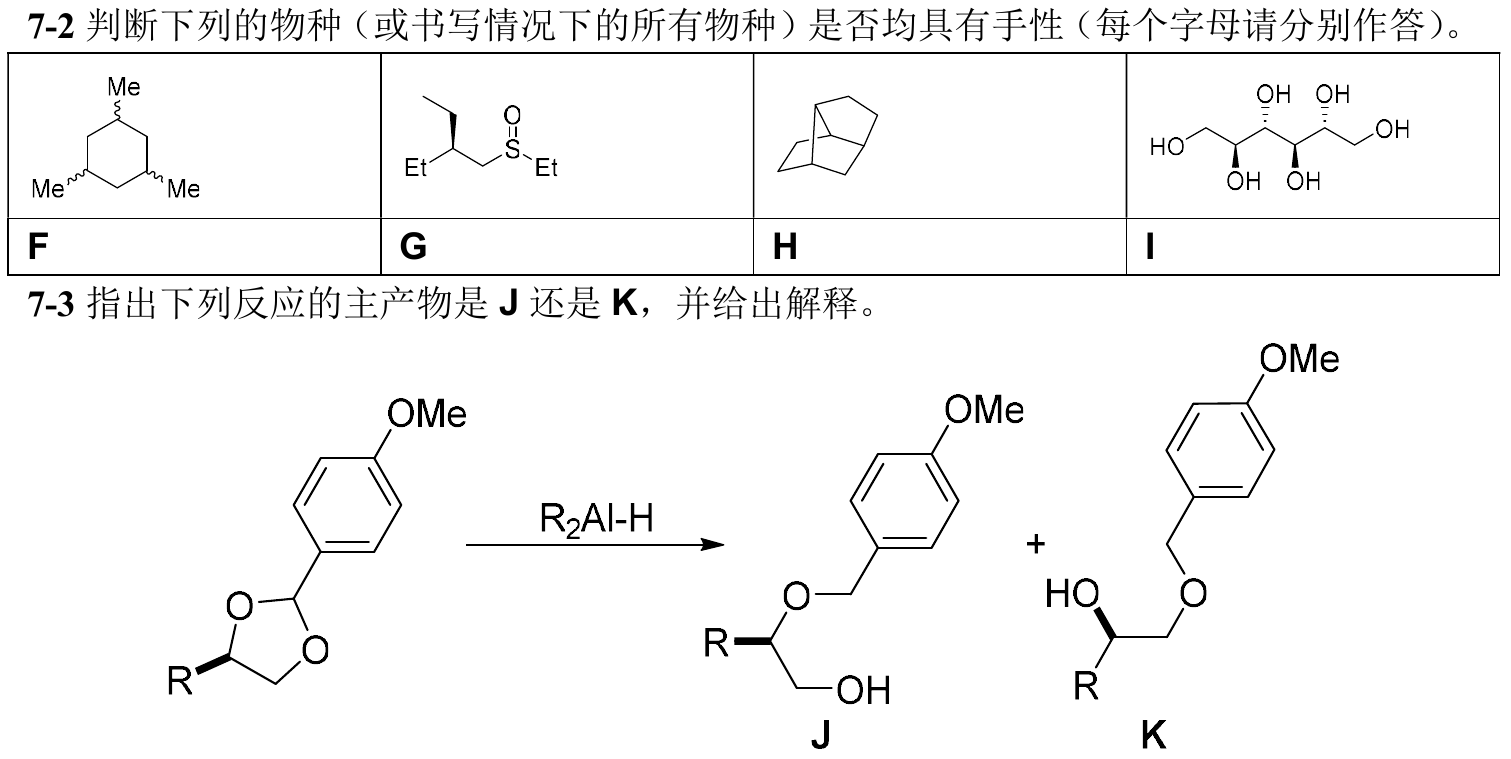 7-2 判断下列的物种（或书写情况下的所有物种）是否均具有手性（每个字母请分别作答）。
Me
Me
Me
O
S
Et
Et
OH
OH
HO
OH
OH
OH
F
G
H
I
7-3 指出下列反应的主产物是 J 还是 K，并给出解释。
OMe
O
O
R
R2Al-H
OMe
O
R
OH
J
+
OMe
HO
O
R
K